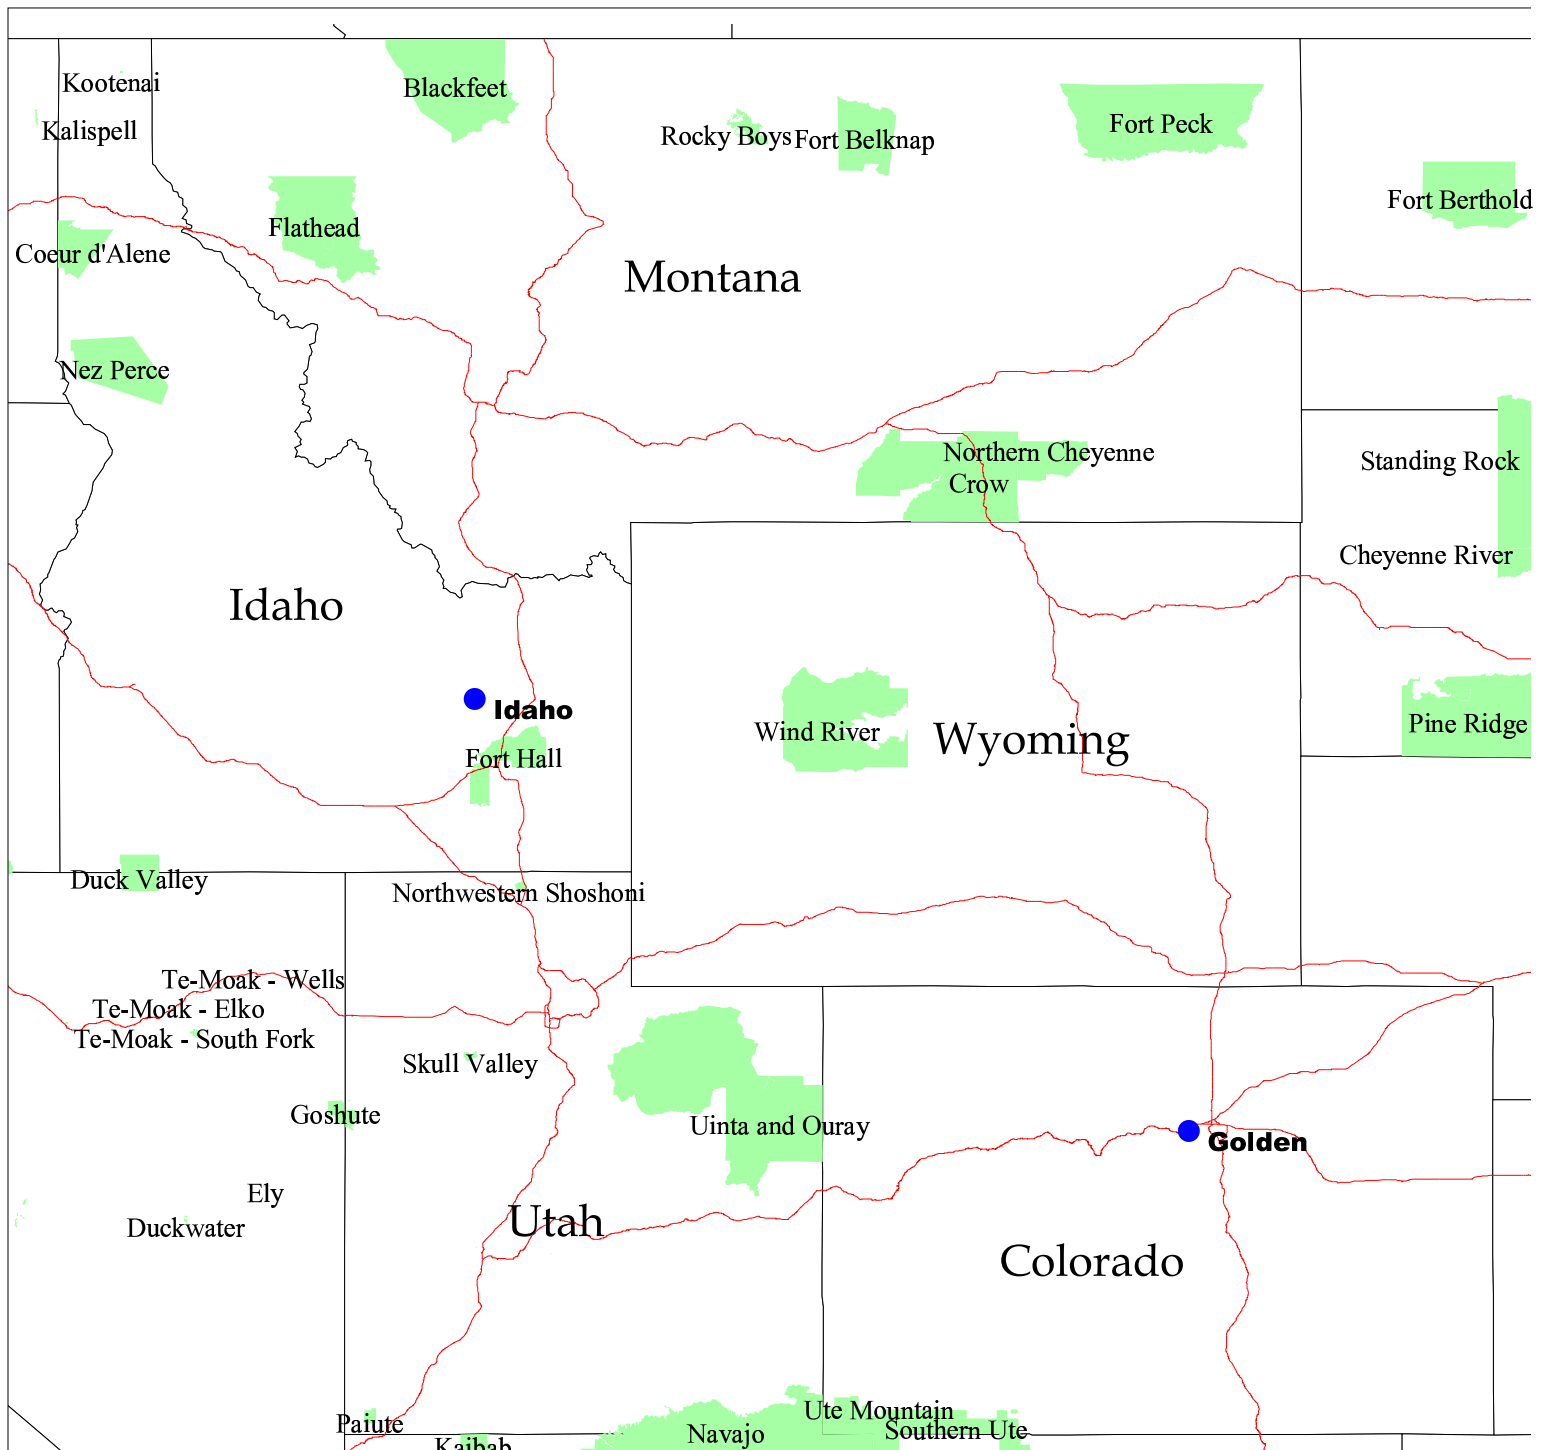 Kootenai
Blackfeet
Kalispell
Rocky Boys
Fort Belknap
Fort Peck
Fort Berthold
Flathead
Coeur d'Alene
Montana
Nez Perce
Northern Cheyenne
Crow
Standing Rock
Cheyenne River
Idaho
Idaho
Fort Hall
Wind River
Wyoming
Pine Ridge
Duck Valley
Northwestern Shoshoni
Te-Moak - Wells
Te-Moak - Elko
Te-Moak - South Fork
Skull Valley
Goshute
Uinta and Ouray
Golden
Ely
Duckwater
Utah
Colorado
Paiute
Kaibab
Navajo
Ute Mountain
Southern Ute